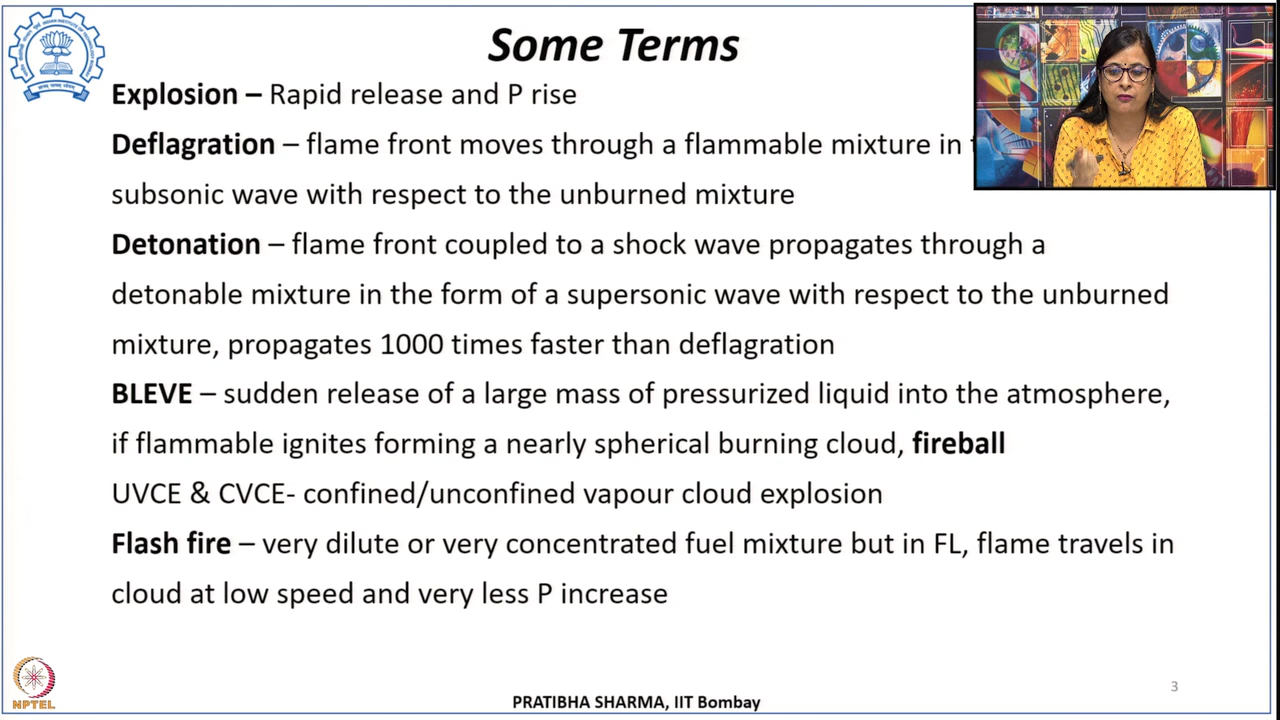 Some Terms
Explosion – Rapid release and P rise
Deflagration – flame front moves through a flammable mixture in
subsonic wave with respect to the unburned mixture
Detonation – flame front coupled to a shock wave propagates through a
detonable mixture in the form of a supersonic wave with respect to the unburned
mixture, propagates 1000 times faster than deflagration
BLEVE – sudden release of a large mass of pressurized liquid into the atmosphere,
if flammable ignites forming a nearly spherical burning cloud, fireball
UVCE & CVCE- confined/unconfined vapour cloud explosion
Flash fire – very dilute or very concentrated fuel mixture but in FL, flame travels in
cloud at low speed and very less P increase
3
NPTEL
PRATIBHA SHARMA, IIT Bombay